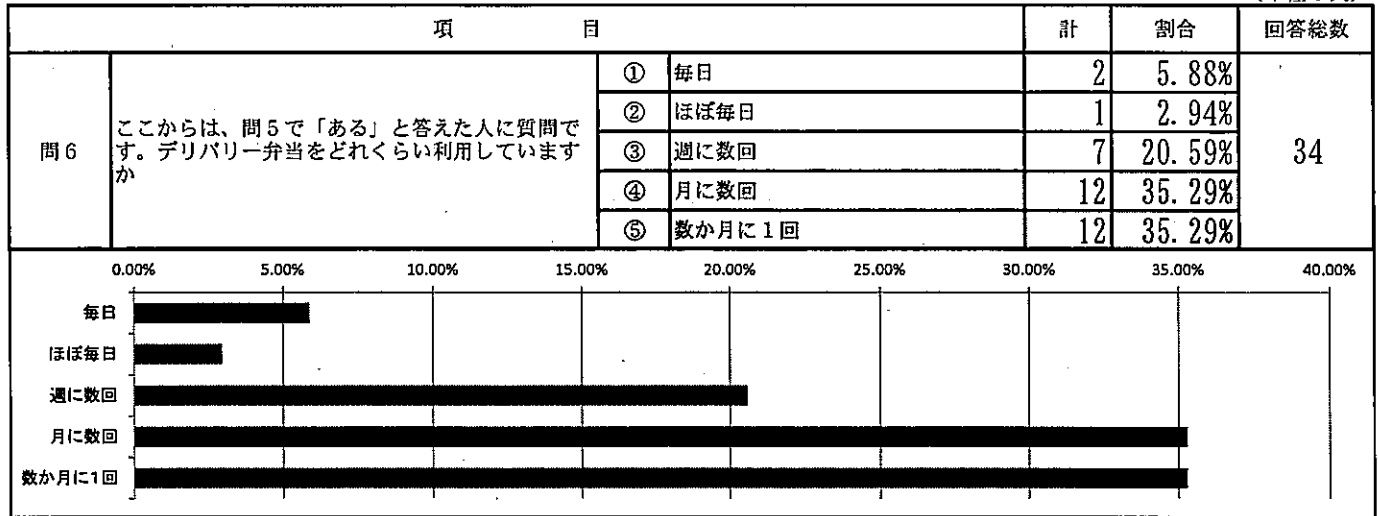 項 目 計 割合 回答総数
問6
ここからは、問5で「ある」と答えた人に質問で
す。デリバリー弁当をどれくらい利用しています
か
① 毎日 2 5.88%
② ほぼ毎日 1 2.94%
③ 週に数回 7 20.59%
④ 月に数回 12 35.29%
⑤ 数か月に1回 12 35.29%
34
0.00% 5.00% 10.00% 15.00% 20.00% 25.00% 30.00% 35.00% 40.00%
毎日
ほぼ毎日
週に数回
月に数回
数か月に1回